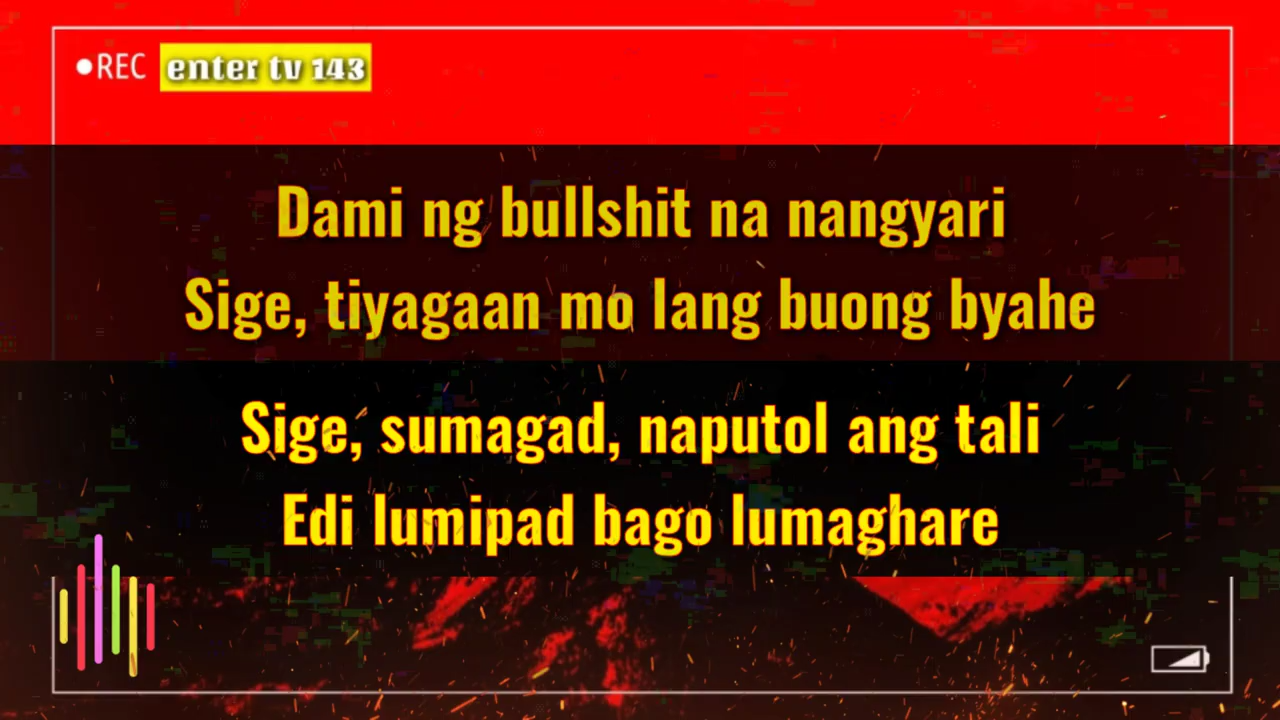 ●REC enter tv 143
Dami ng bullshit na nangyari
Sige, tiyagaan mo lang buong byahe
Sige, sumagad, naputol ang tali
Edi lumipad bago lumaghare